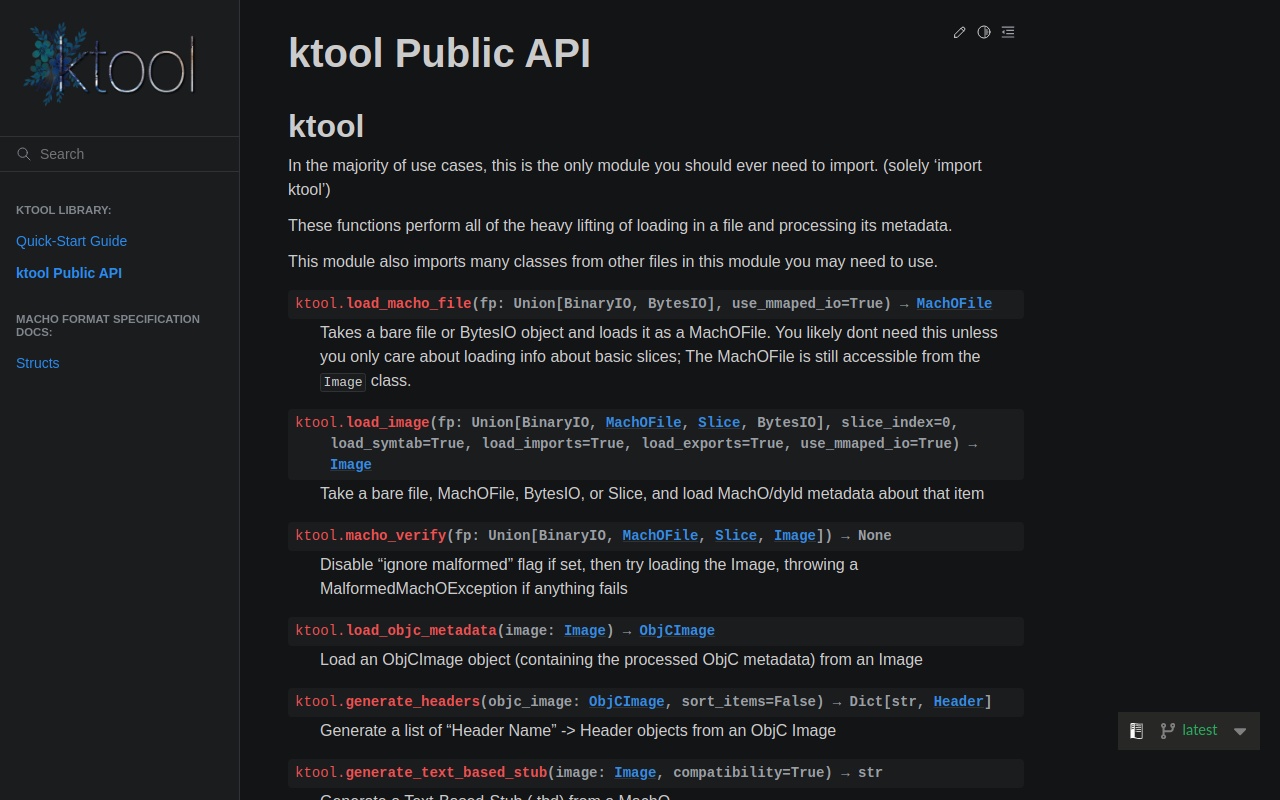 ktool
Search
KTOOL LIBRARY:
Quick-Start Guide
ktool Public API
MACHO FORMAT SPECIFICATION
DOCS:
Structs
ktool Public API
ktool
In the majority of use cases, this is the only module you should ever need to import. (solely ‘import
ktool’)
These functions perform all of the heavy lifting of loading in a file and processing its metadata.
This module also imports many classes from other files in this module you may need to use.
ktool.load_macho_file(fp: Union[BinaryIO, BytesIO], use_mmaped_io=True) → MachOFile
Takes a bare file or BytesIO object and loads it as a MachOFile. You likely dont need this unless
you only care about loading info about basic slices; The MachOFile is still accessible from the
Image class.
ktool.load_image(fp: Union[BinaryIO, MachOFile, Slice, BytesIO], slice_index=0,
load_symtab=True, load_imports=True, load_exports=True, use_mmaped_io=True) →
Image
Take a bare file, MachOFile, BytesIO, or Slice, and load MachO/dyld metadata about that item
ktool.macho_verify(fp: Union[BinaryIO, MachOFile, Slice, Image]) → None
Disable “ignore malformed” flag if set, then try loading the Image, throwing a
MalformedMachOException if anything fails
ktool.load_objc_metadata(image: Image) → ObjCImage
Load an ObjCImage object (containing the processed ObjC metadata) from an Image
ktool.generate_headers(objc_image: ObjCImage, sort_items=False) → Dict[str, Header]
Generate a list of “Header Name” -> Header objects from an ObjC Image
ktool.generate_text_based_stub(image: Image, compatibility=True) → str
Generate a Text-Based-Stub (.tbd) from a MachO
latest